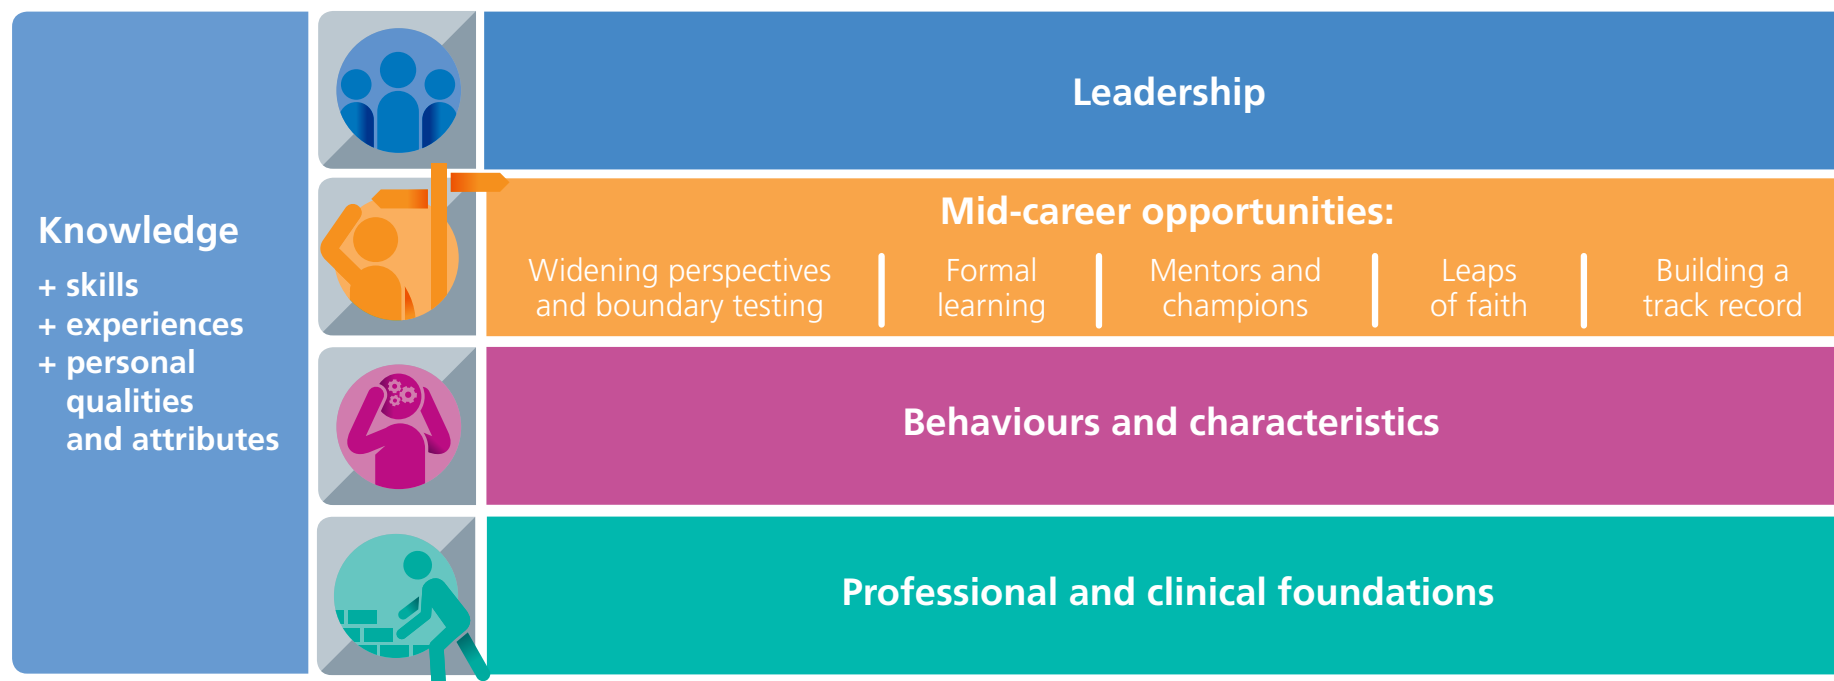 Knowledge
+ skills
+ experiences
+ personal
qualities
and attributes
Leadership
Mid-career opportunities:
Widening perspectives
and boundary testing
Formal
learning
Mentors and
champions
Leaps
of faith
Building a
track record
Behaviours and characteristics
Professional and clinical foundations